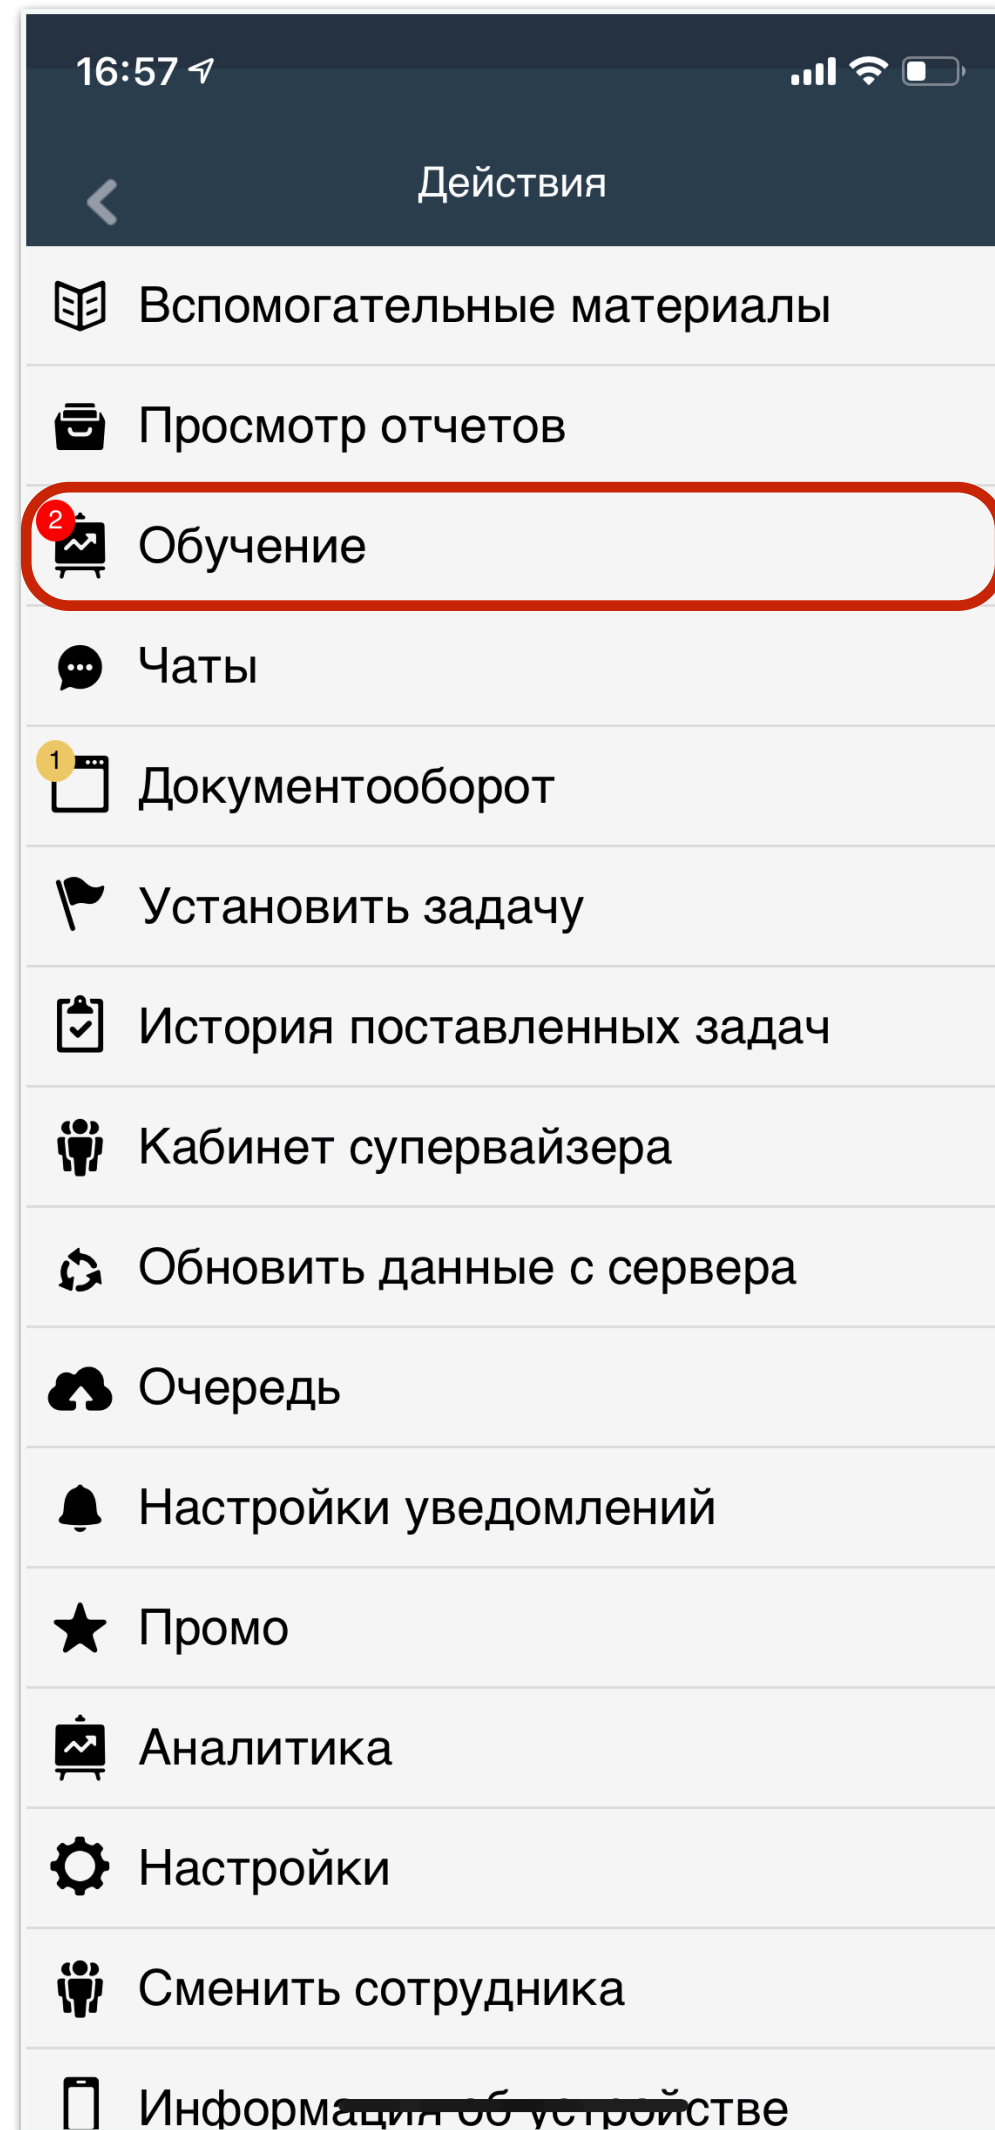 16:57
Действия
Вспомогательные материалы
Просмотр отчетов
2
Обучение
Чаты
1
Документооборот
Установить задачу
История поставленных задач
Кабинет супервайзера
Обновить данные с сервера
Очередь
Настройки уведомлений
Промо
Аналитика
Настройки
Сменить сотрудника
Информация об устройстве